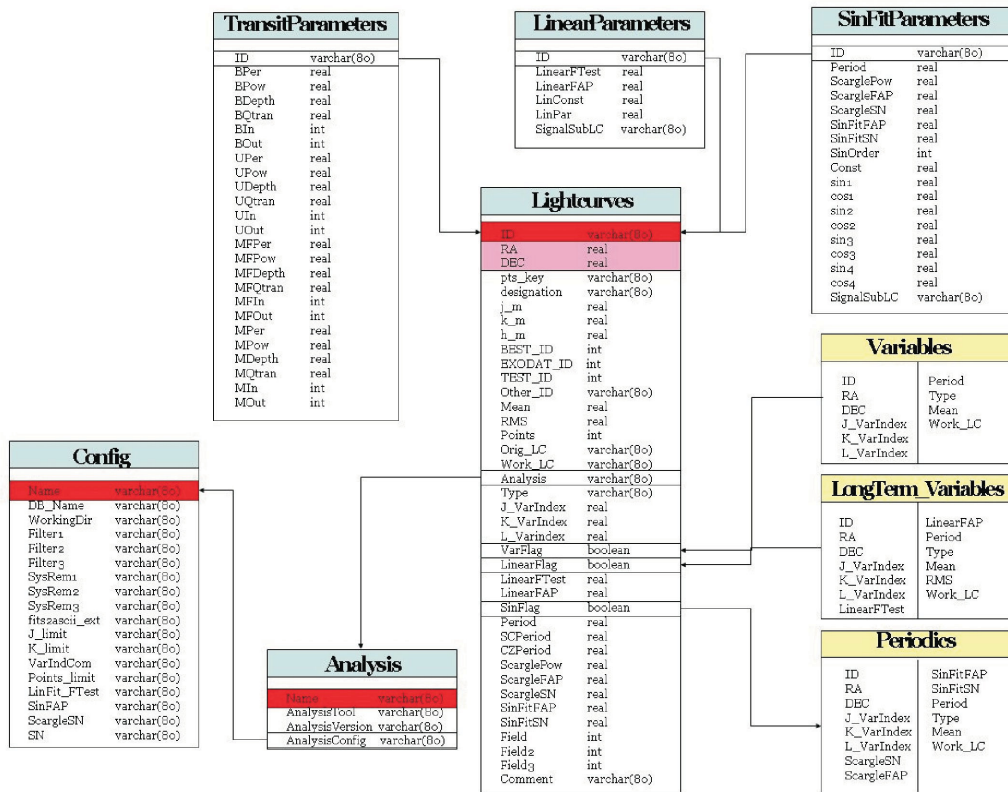 TransitParameters
ID varchar(80)
BPer real
BPow real
BDepth real
BQtran real
BIn int
BOut int
UPer real
UPow real
UDepth real
UQtran real
UIn int
UOut int
MFPer real
MFPow real
MFDepth real
MFQtran real
MFIn int
MFOut int
MPer real
MPow real
MDepth real
MQtran real
MIn int
MOut int
LinearParameters
ID varchar(80)
LinearFTest real
LinearFAP real
LinConst real
LinPar real
SignalSubLC varchar(80)
SinFitParameters
ID varchar(80)
Period real
ScarglePow real
ScargleFAP real
ScargleSN real
SinFitFAP real
SinFitSN real
SinOrder int
Const real
sin1 real
cos1 real
sin2 real
cos2 real
sin3 real
cos3 real
sin4 real
cos4 real
SignalSubLC varchar(80)
Lightcurves
ID varchar(80)
RA real
DEC real
pts_key varchar(80)
designation varchar(80)
j_m real
k_m real
h_m real
BEST_ID int
EXODAT_ID int
TEST_ID int
Other_ID varchar(80)
Mean real
RMS real
Points int
Orig_LC varchar(80)
Work_LC varchar(80)
Analysis varchar(80)
Type varchar(80)
J_VarIndex real
K_VarIndex real
L_Varindex real
VarFlag boolean
LinearFlag boolean
LinearFTest real
LinearFAP real
SinFlag boolean
Period real
SCPeriod real
CZPeriod real
ScarglePow real
ScargleFAP real
ScargleSN real
SinFitFAP real
SinFitSN real
Field int
Field2 int
Field3 int
Comment varchar(80)
Variables
ID Period
RA Type
DEC Mean
J_VarIndex Work_LC
K_VarIndex
L_VarIndex
LongTerm_Variables
ID LinearFAP
RA Period
DEC Type
J_VarIndex Mean
K_VarIndex RMS
L_VarIndex Work_LC
LinearFTest
Periodics
ID SinFitFAP
RA SinFitSN
DEC Period
J_VarIndex Type
K_VarIndex Mean
L_VarIndex Work_LC
ScargleSN
ScargleFAP
Config
Name varchar(80)
DB_Name varchar(80)
WorkingDir varchar(80)
Filter1 varchar(80)
Filter2 varchar(80)
Filter3 varchar(80)
SysRem1 varchar(80)
SysRem2 varchar(80)
SysRem3 varchar(80)
fits2ascii_ext varchar(80)
J_limit varchar(80)
K_limit varchar(80)
VarIndCom varchar(80)
Points_limit varchar(80)
LinFit_FTest varchar(80)
SinFAP varchar(80)
ScargleSN varchar(80)
SN varchar(80)
Analysis
Name varchar(80)
AnalysisTool varchar(80)
AnalysisVersion varchar(80)
AnalysisConfig varchar(80)